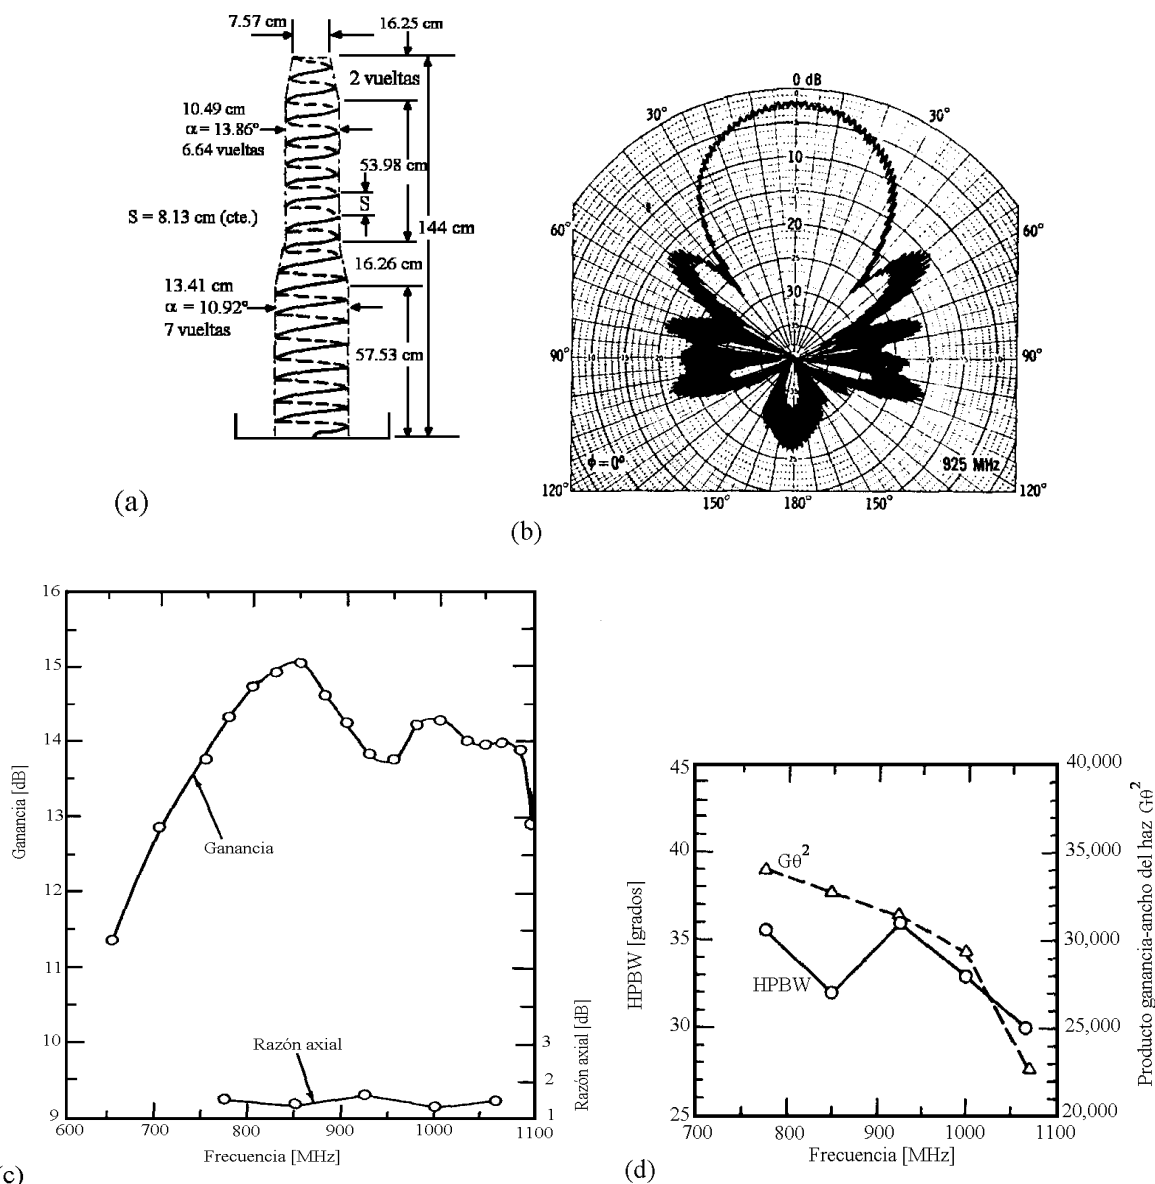 7.57 cm
16.25 cm
2 vueltas
10.49 cm
α = 13.86°
6.64 vueltas
53.98 cm
S
S = 8.13 cm (cte.)
144 cm
16.26 cm
13.41 cm
α = 10.92°
7 vueltas
57.53 cm
(a)
0 dB
30°
30°
10
15
20
25
30
60°
60°
90°
90°
ϕ = 0°
925 MHz
120°
150°
180°
150°
120°
(b)
16
15
14
13
12
11
10
9
Ganancia [dB]
Ganancia
Razón axial
3
2
1
Razón axial [dB]
600
700
800
900
1000
1100
Frecuencia [MHz]
(c)
45
40
35
30
25
HPBW [grados]
Gθ²
HPBW
40,000
35,000
30,000
25,000
20,000
Producto ganancia-ancho del haz Gθ²
700
800
900
1000
1100
Frecuencia [MHz]
(d)